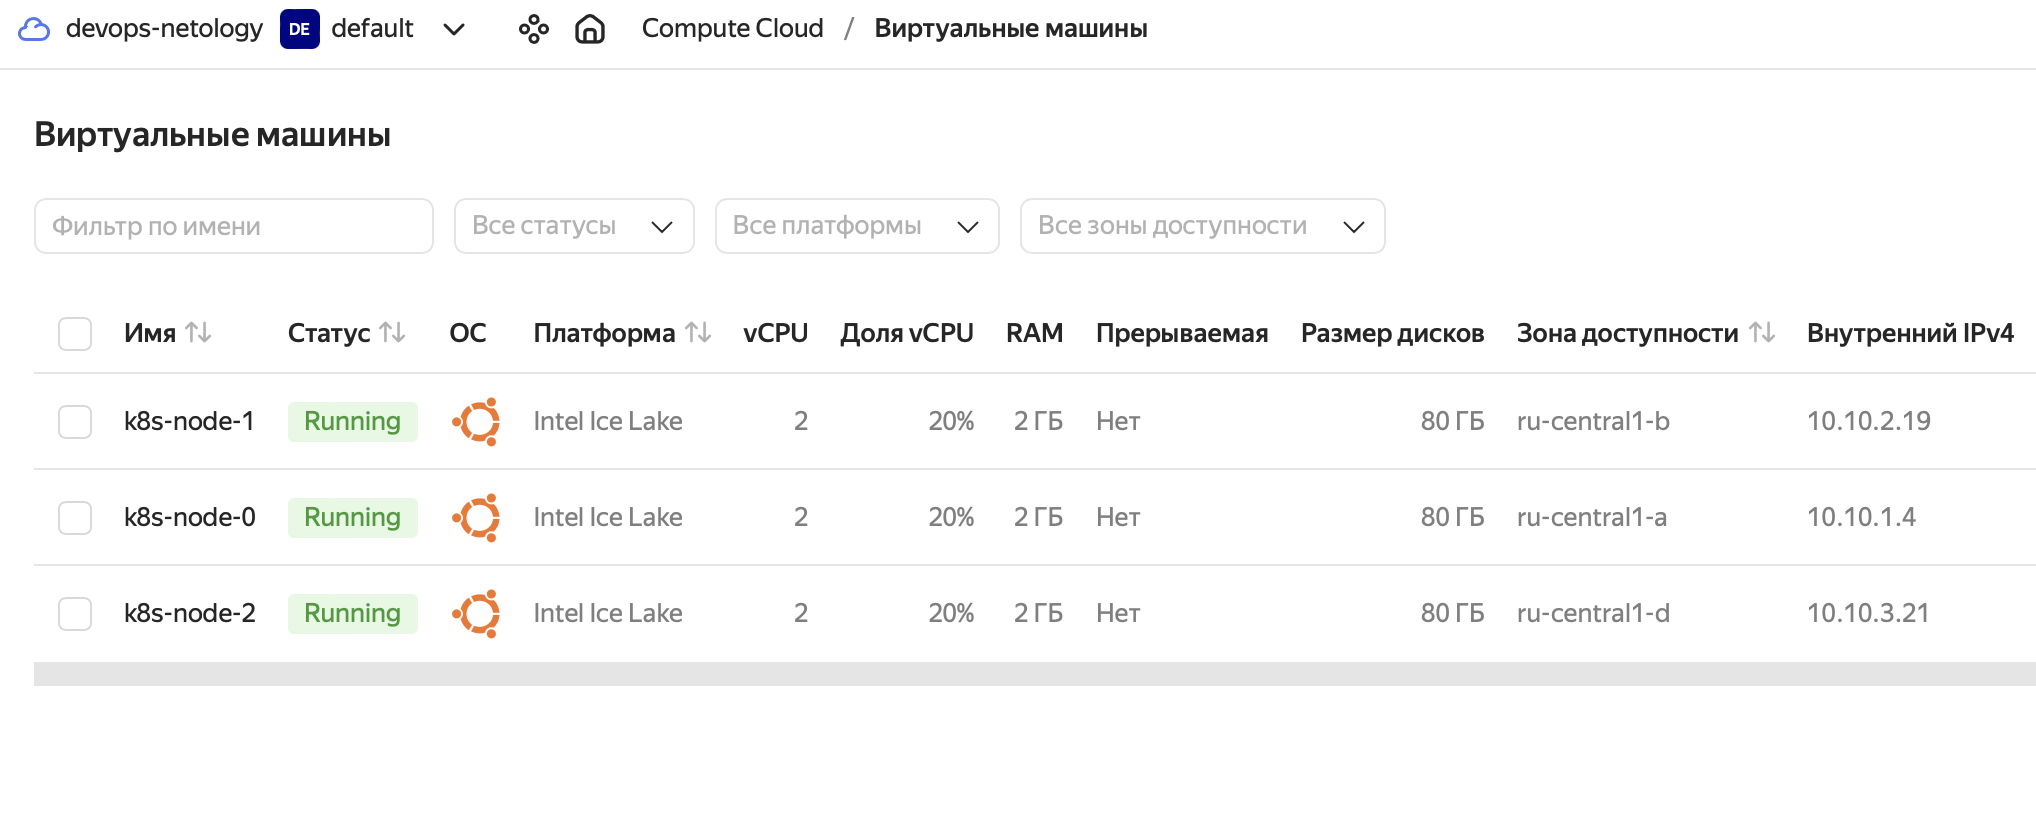 devops-netology DE default Compute Cloud / Виртуальные машины
Виртуальные машины
Фильтр по имени Все статусы Все платформы Все зоны доступности
Имя Статус ОС Платформа vCPU Доля vCPU RAM Прерываемая Размер дисков Зона доступности Внутренний IPv4
k8s-node-1 Running Intel Ice Lake 2 20% 2 ГБ Нет 80 ГБ ru-central1-b 10.10.2.19
k8s-node-0 Running Intel Ice Lake 2 20% 2 ГБ Нет 80 ГБ ru-central1-a 10.10.1.4
k8s-node-2 Running Intel Ice Lake 2 20% 2 ГБ Нет 80 ГБ ru-central1-d 10.10.3.21